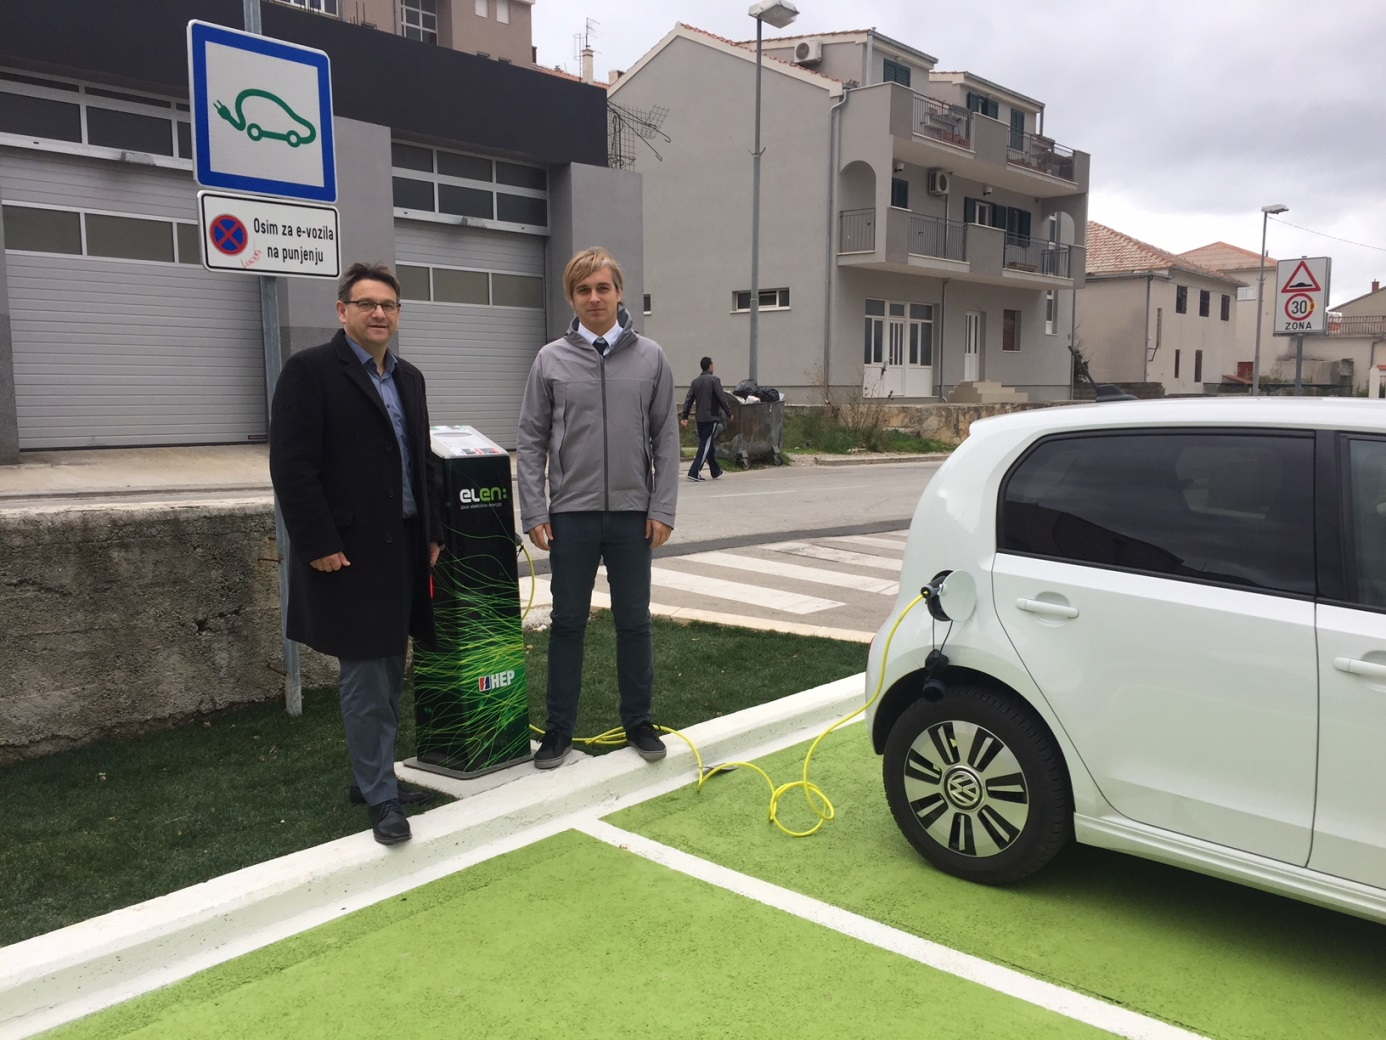 Osim za e-vozila
na punjenju
ELEN:
HEP
30
ZONA